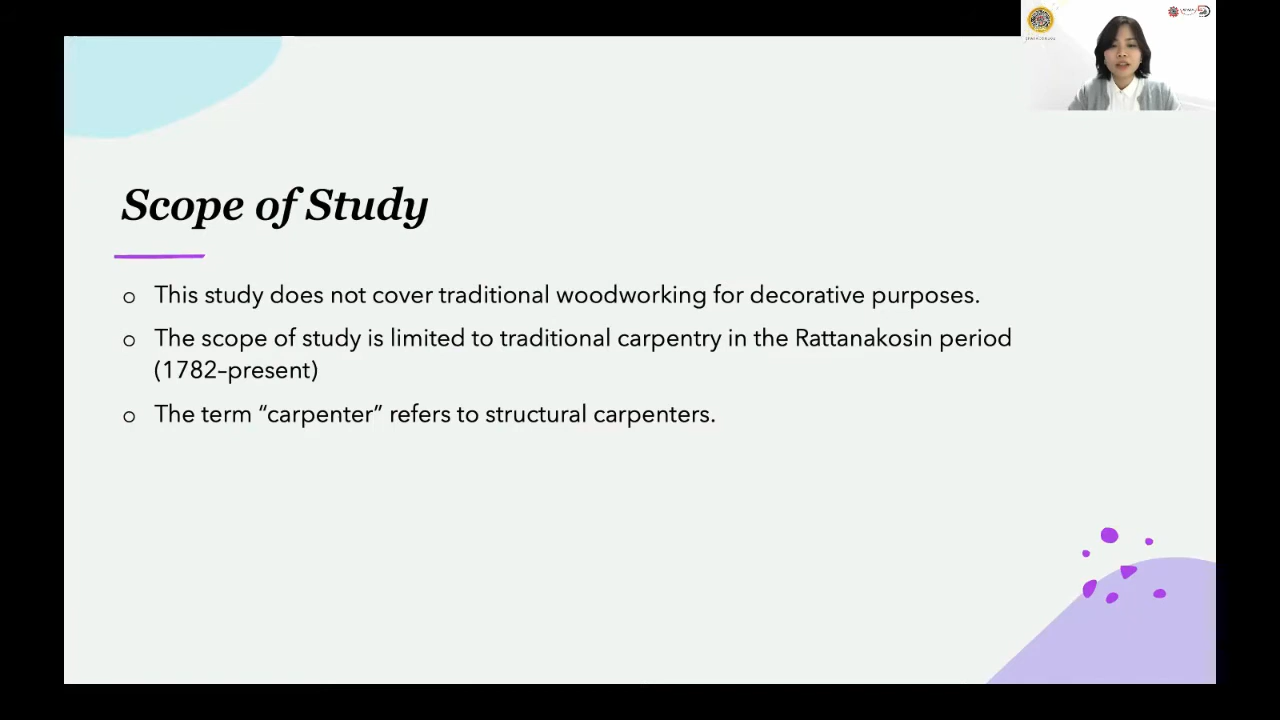 Scope of Study
This study does not cover traditional woodworking for decorative purposes.
The scope of study is limited to traditional carpentry in the Rattanakosin period
(1782–present)
The term “carpenter” refers to structural carpenters.